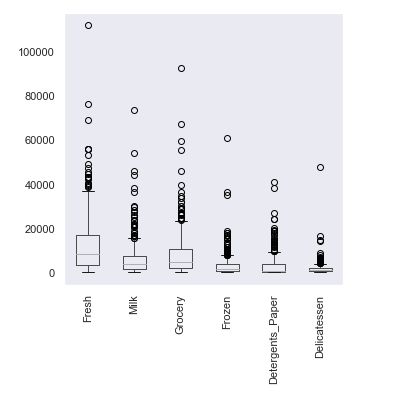 100000
80000
60000
40000
20000
0
Fresh
Milk
Grocery
Frozen
Detergents_Paper
Delicatessen